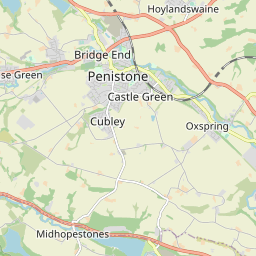 Hoylandswaine
Bridge End
se Green
Penistone
Castle Green
Cubley
Oxspring
Midhopestones